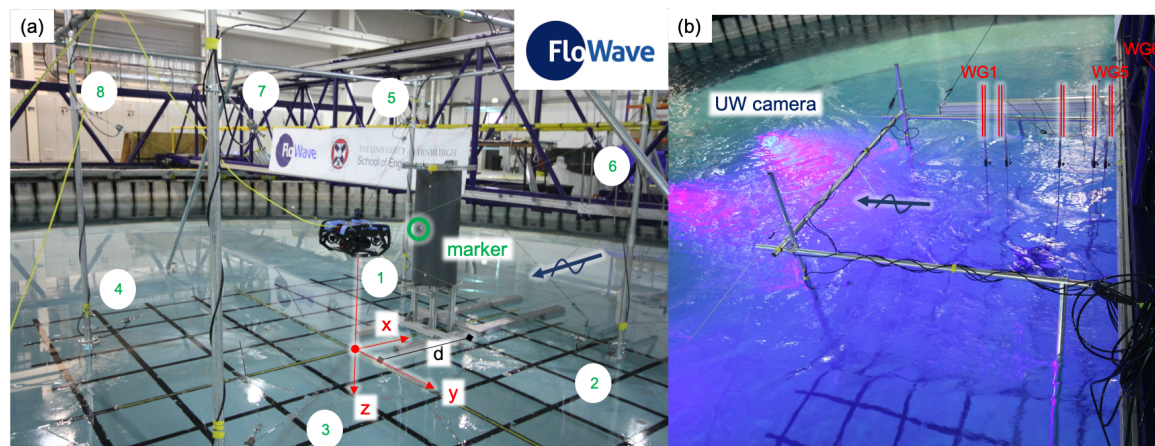 (a)
FloWave
8
7
5
6
FloWave
THE UNIVERSITY of EDINBURGH
School of Engi
marker
1
4
x
d
2
y
z
3
(b)
WG6
WG1
WG5
UW camera